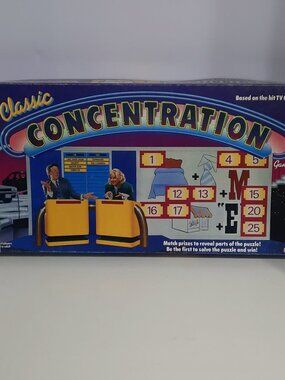 Classic
CONCENTRATION
Based on the hit TV
1 4 5
+
12 13 + M 15
16 17 + "E" 20
25
Match prizes to reveal parts of the puzzle!
Be the first to solve the puzzle and win!